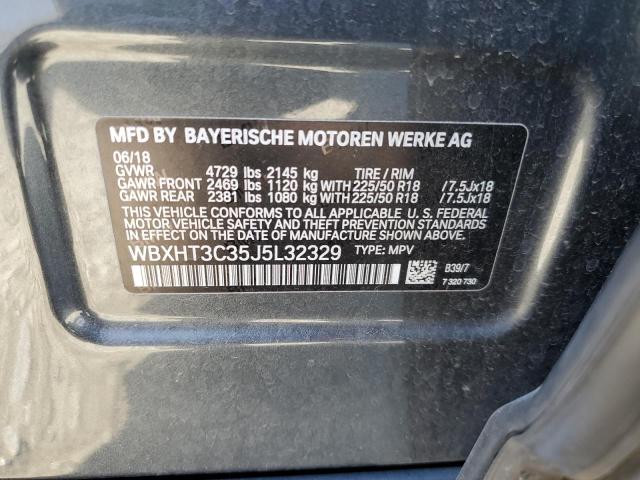 MFD BY BAYERISCHE MOTOREN WERKE AG
06/18
GVWR 4729 lbs 2145 kg TIRE / RIM
GAWR FRONT 2469 lbs 1120 kg WITH 225/50 R18 /7.5Jx18
GAWR REAR 2381 lbs 1080 kg WITH 225/50 R18 /7.5Jx18
THIS VEHICLE CONFORMS TO ALL APPLICABLE U. S. FEDERAL
MOTOR VEHICLE SAFETY AND THEFT PREVENTION STANDARDS
IN EFFECT ON THE DATE OF MANUFACTURE SHOWN ABOVE.
WBXHT3C35J5L32329 TYPE: MPV
B39/7
7 320 730